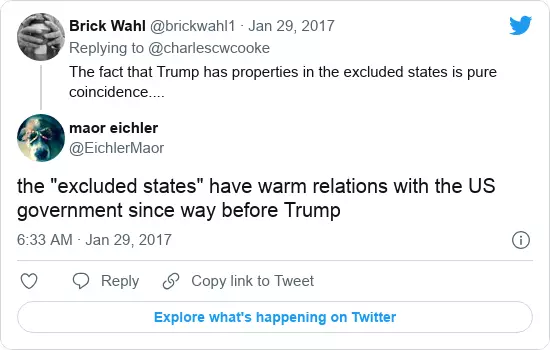 Brick Wahl @brickwahl1 · Jan 29, 2017
Replying to @charlescwcooke
The fact that Trump has properties in the excluded states is pure
coincidence....
maor eichler
@EichlerMaor
the "excluded states" have warm relations with the US
government since way before Trump
6:33 AM · Jan 29, 2017
Reply Copy link to Tweet
Explore what's happening on Twitter